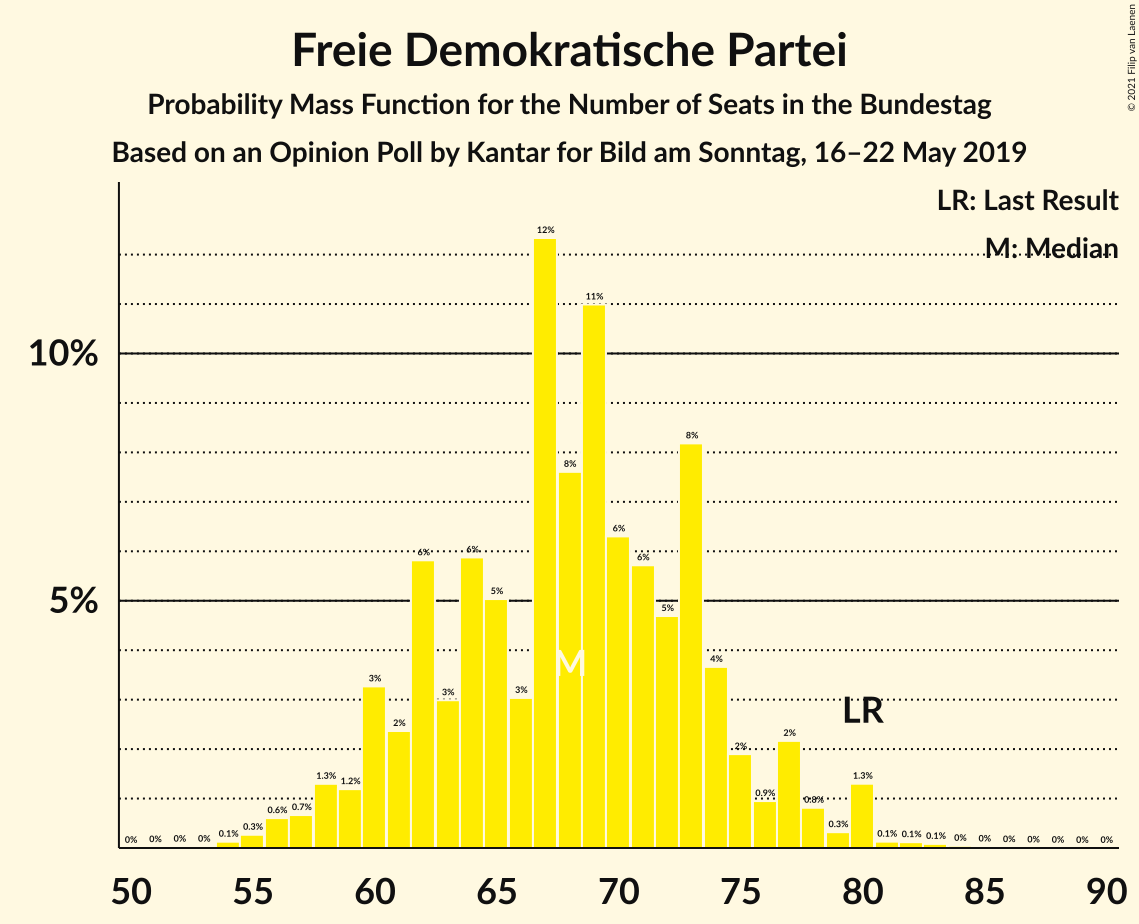 Freie Demokratische Partei
Probability Mass Function for the Number of Seats in the Bundestag
Based on an Opinion Poll by Kantar for Bild am Sonntag, 16–22 May 2019
© 2021 Filip van Laenen
LR: Last Result
M: Median
10%
5%
0% 0% 0% 0% 0.1% 0.3% 0.6% 0.7% 1.3% 1.2% 3% 2% 6% 3% 6% 5% 3% 12% 8% 11% 6% 6% 5% 8% 4% 2% 0.9% 2% 0.8% 0.3% 1.3% 0.1% 0.1% 0.1% 0% 0% 0% 0% 0% 0% 0%
M
LR
50 55 60 65 70 75 80 85 90